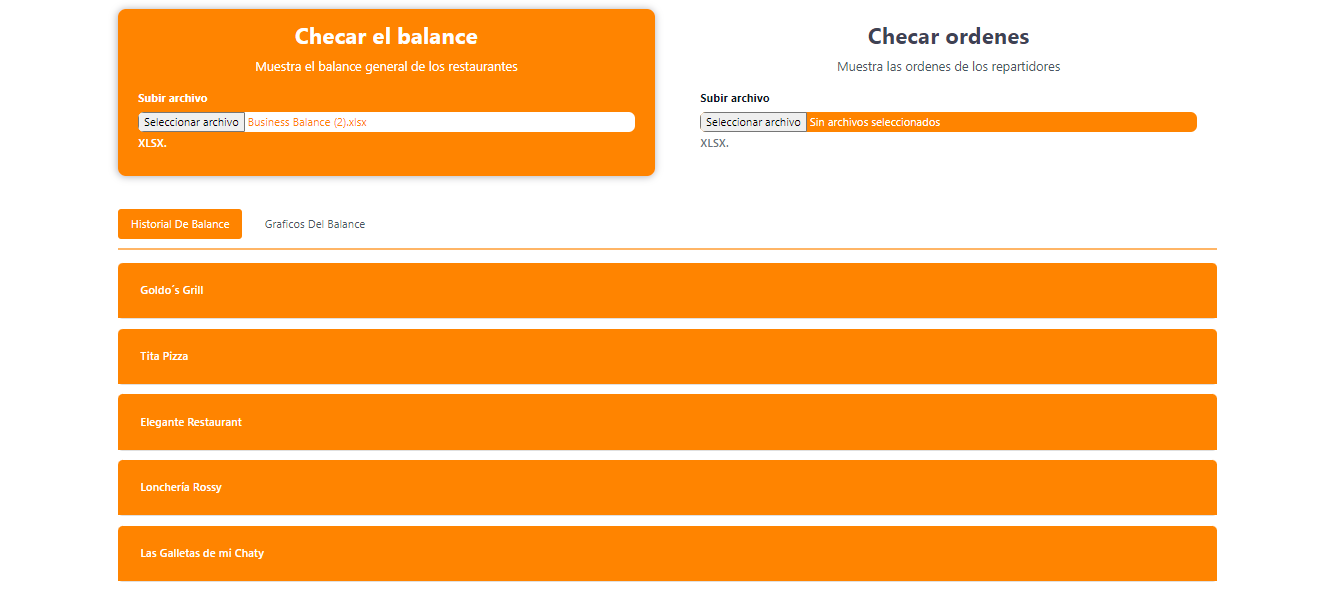 Checar el balance
Muestra el balance general de los restaurantes
Subir archivo
Seleccionar archivo Business Balance (2).xlsx
XLSX.
Checar ordenes
Muestra las ordenes de los repartidores
Subir archivo
Seleccionar archivo Sin archivos seleccionados
XLSX.
Historial De Balance
Graficos Del Balance
Goldo´s Grill
Tita Pizza
Elegante Restaurant
Lonchería Rossy
Las Galletas de mi Chaty